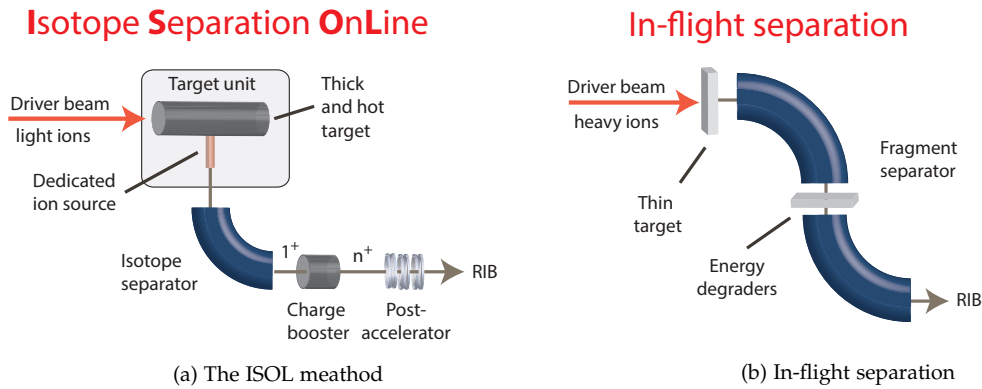 Isotope Separation OnLine
Target unit
Driver beam
light ions
Thick
and hot
target
Dedicated
ion source
Isotope
separator
1+
n+
RIB
Charge
booster
Post-
accelerator
(a) The ISOL meathod
In-flight separation
Driver beam
heavy ions
Thin
target
Fragment
separator
Energy
degraders
RIB
(b) In-flight separation